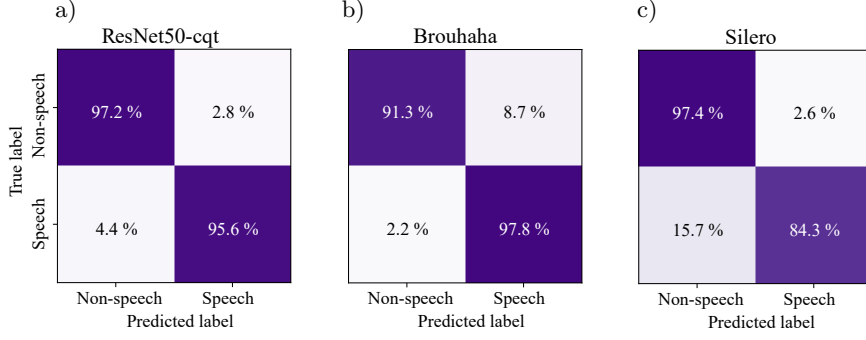 a)
ResNet50-cqt
True label
Non-speech
Speech
97.2 %
2.8 %
4.4 %
95.6 %
Non-speech
Speech
Predicted label
b)
Brouhaha
91.3 %
8.7 %
2.2 %
97.8 %
Non-speech
Speech
Predicted label
c)
Silero
97.4 %
2.6 %
15.7 %
84.3 %
Non-speech
Speech
Predicted label